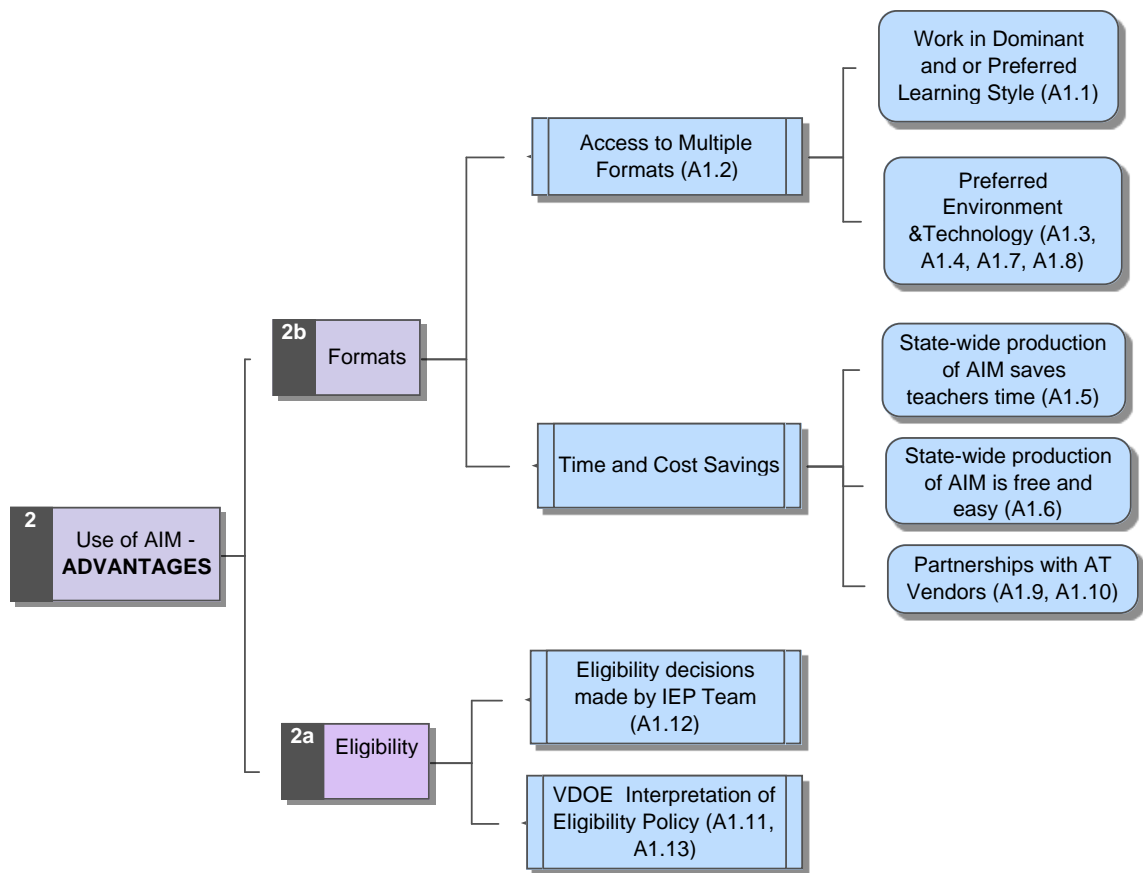 Work in Dominant
and or Preferred
Learning Style (A1.1)
Access to Multiple
Formats (A1.2)
Preferred
Environment
&Technology (A1.3,
A1.4, A1.7, A1.8)
2b
Formats
State-wide production
of AIM saves
teachers time (A1.5)
Time and Cost Savings
State-wide production
of AIM is free and
easy (A1.6)
2
Use of AIM -
ADVANTAGES
Partnerships with AT
Vendors (A1.9, A1.10)
Eligibility decisions
made by IEP Team
(A1.12)
2a
Eligibility
VDOE  Interpretation of
Eligibility Policy (A1.11,
A1.13)